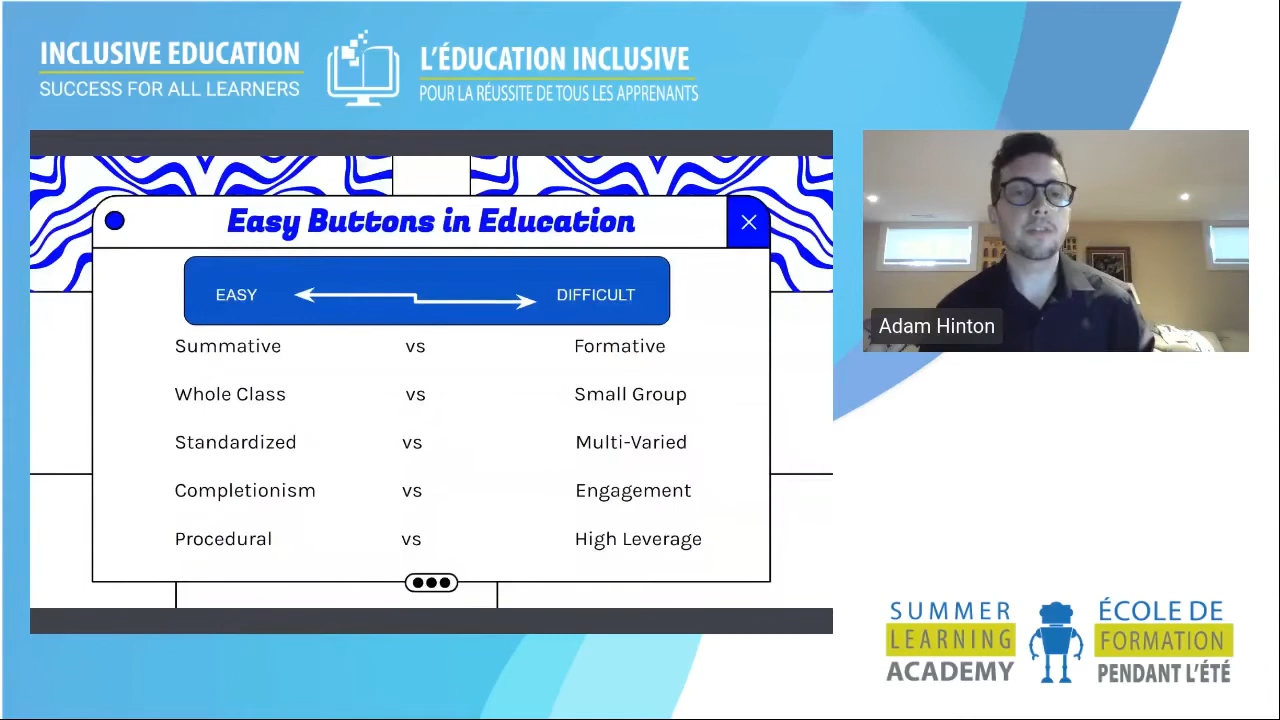 INCLUSIVE EDUCATION
SUCCESS FOR ALL LEARNERS
L'ÉDUCATION INCLUSIVE
POUR LA RÉUSSITE DE TOUS LES APPRENANTS
Easy Buttons in Education
EASY DIFFICULT
Summative vs Formative
Whole Class vs Small Group
Standardized vs Multi-Varied
Completionism vs Engagement
Procedural vs High Leverage
Adam Hinton
SUMMER
LEARNING
ACADEMY
ÉCOLE DE
FORMATION
PENDANT L'ÉTÉ